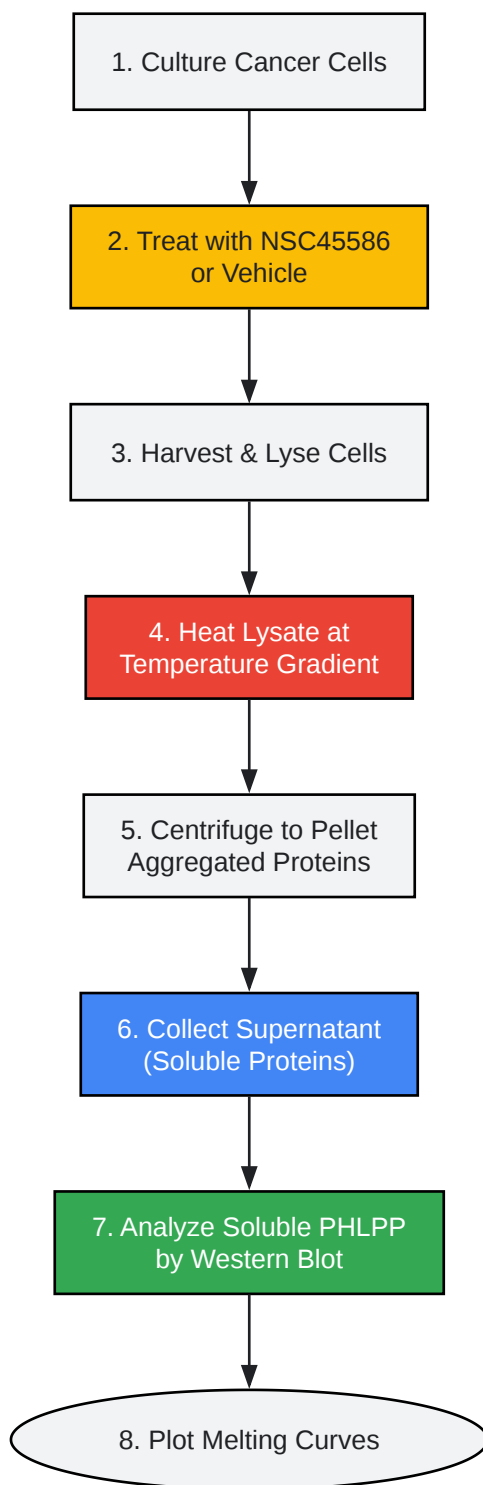 1. Culture Cancer Cells
2. Treat with NSC45586
or Vehicle
3. Harvest & Lyse Cells
4. Heat Lysate at
Temperature Gradient
5. Centrifuge to Pellet
Aggregated Proteins
6. Collect Supernatant
(Soluble Proteins)
7. Analyze Soluble PHLPP
by Western Blot
8. Plot Melting Curves